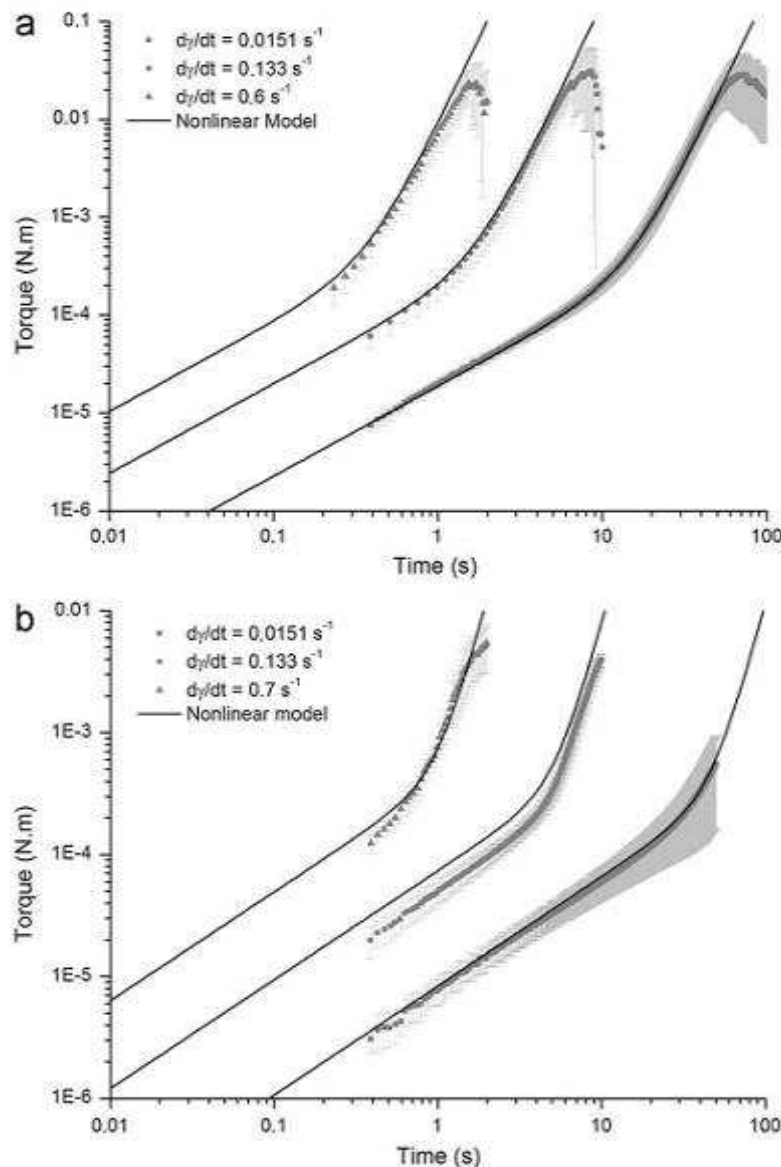 a
0.1
0.01
1E-3
1E-4
1E-5
1E-6
Torque (N.m)
dγ/dt = 0.0151 s⁻¹
dγ/dt = 0.133 s⁻¹
dγ/dt = 0.6 s⁻¹
Nonlinear Model
0.01 0.1 1 10 100
Time (s)
b
0.01
1E-3
1E-4
1E-5
1E-6
Torque (N.m)
dγ/dt = 0.0151 s⁻¹
dγ/dt = 0.133 s⁻¹
dγ/dt = 0.7 s⁻¹
Nonlinear model
0.01 0.1 1 10 100
Time (s)